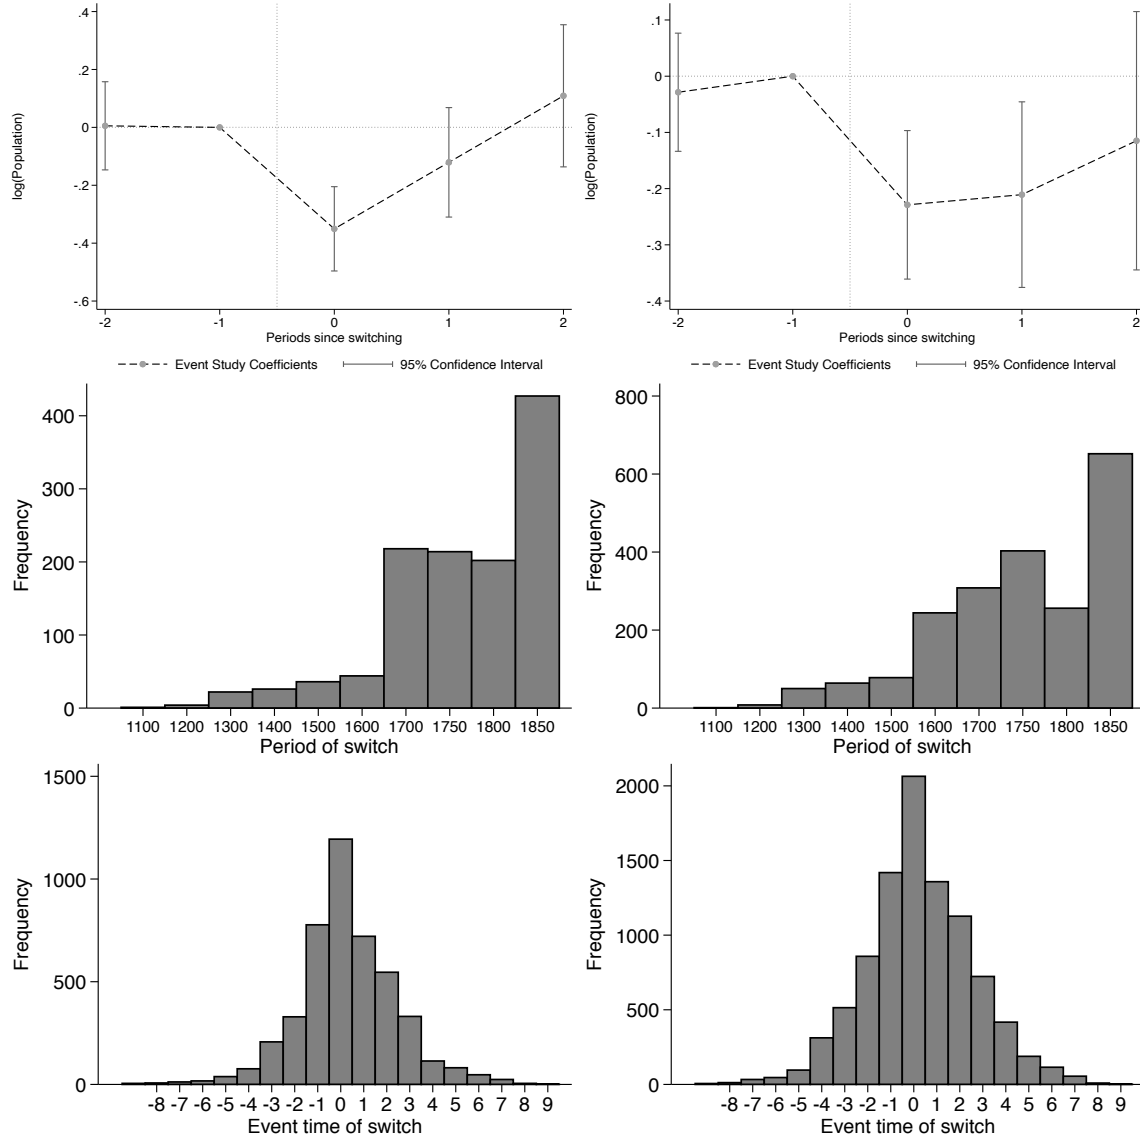 .4
.2
0
-.2
-.4
-.6
log(Population)
-2 -1 0 1 2
Periods since switching
Event Study Coefficients 95% Confidence Interval
.1
0
-.1
-.2
-.3
-.4
log(Population)
-2 -1 0 1 2
Periods since switching
Event Study Coefficients 95% Confidence Interval
400
300
200
100
0
Frequency
1100 1200 1300 1400 1500 1600 1700 1750 1800 1850
Period of switch
800
600
400
200
0
Frequency
1100 1200 1300 1400 1500 1600 1700 1750 1800 1850
Period of switch
1500
1000
500
0
Frequency
-8 -7 -6 -5 -4 -3 -2 -1 0 1 2 3 4 5 6 7 8 9
Event time of switch
2000
1500
1000
500
0
Frequency
-8 -7 -6 -5 -4 -3 -2 -1 0 1 2 3 4 5 6 7 8 9
Event time of switch